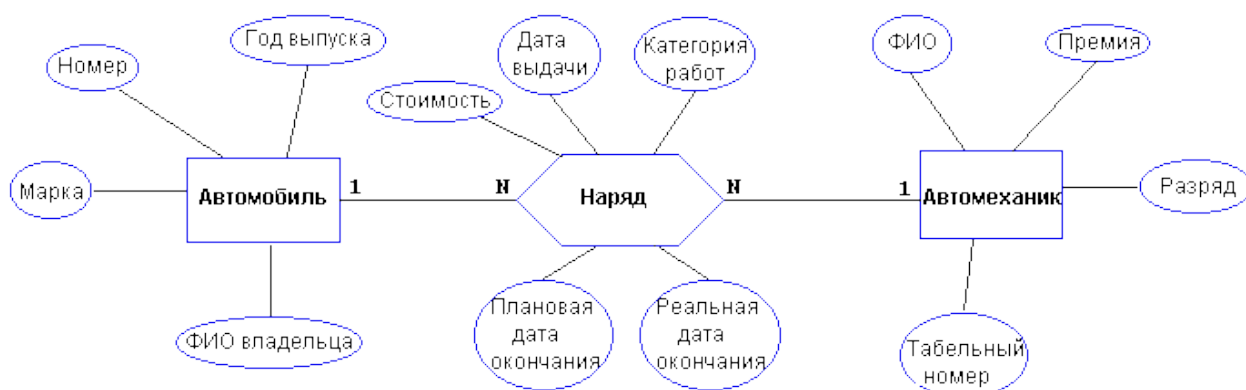 Год выпуска
Номер
Дата
выдачи
Категория
работ
ФИО
Премия
Стоимость
Марка
Автомобиль
1
N
Наряд
N
1
Автомеханик
Разряд
ФИО владельца
Плановая
дата
окончания
Реальная
дата
окончания
Табельный
номер